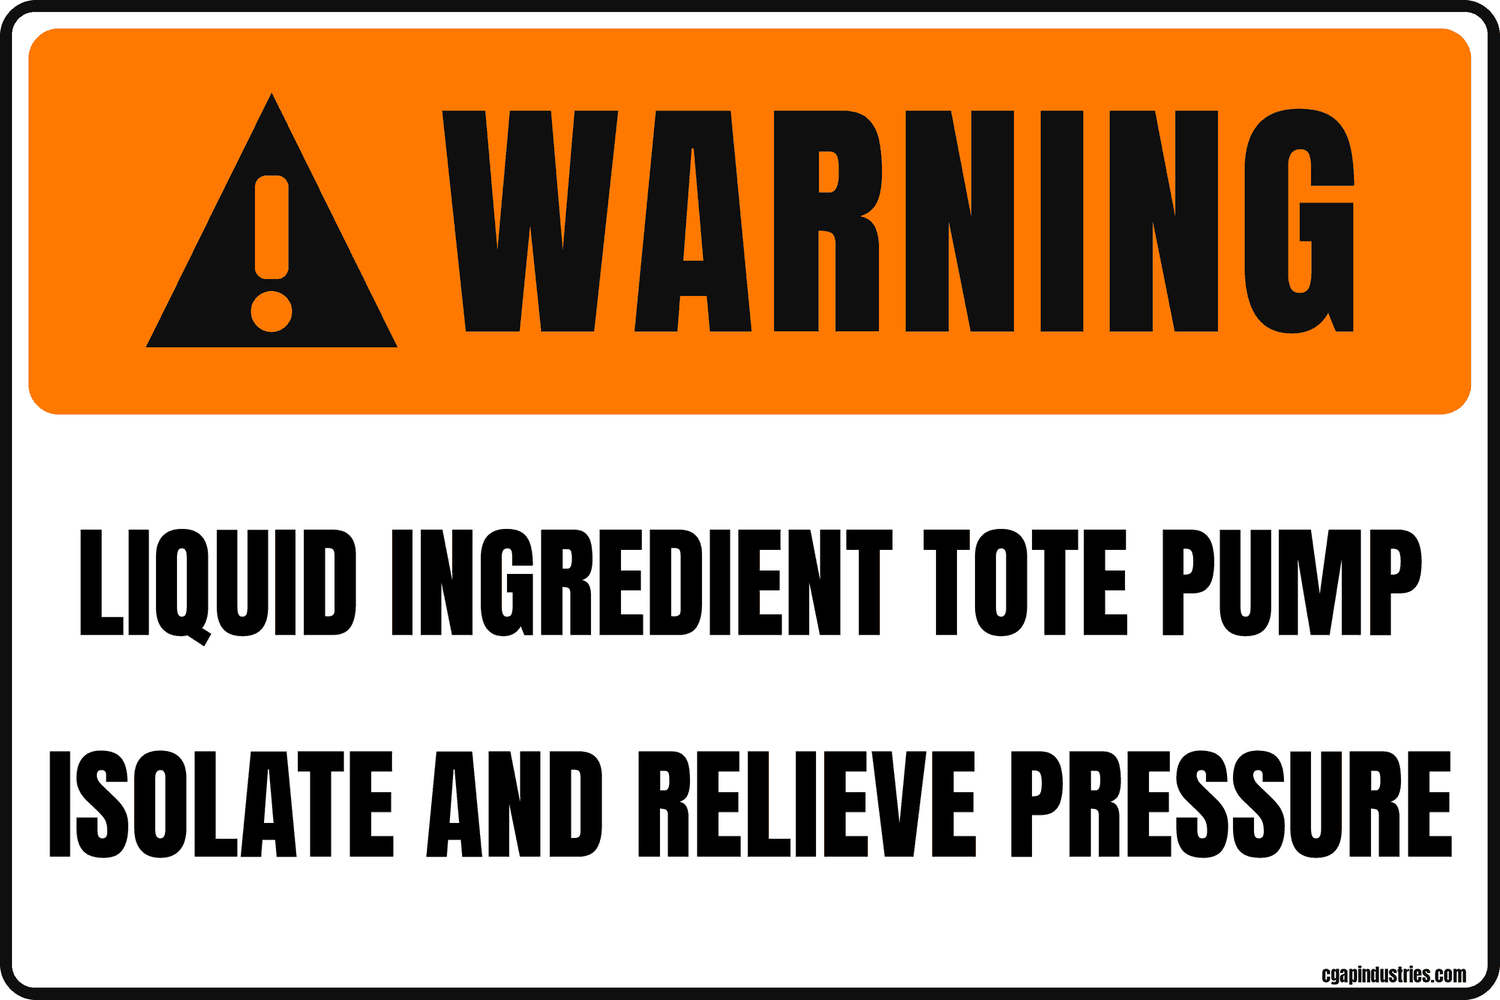 WARNING
LIQUID INGREDIENT TOTE PUMP
ISOLATE AND RELIEVE PRESSURE
cgapindustries.com